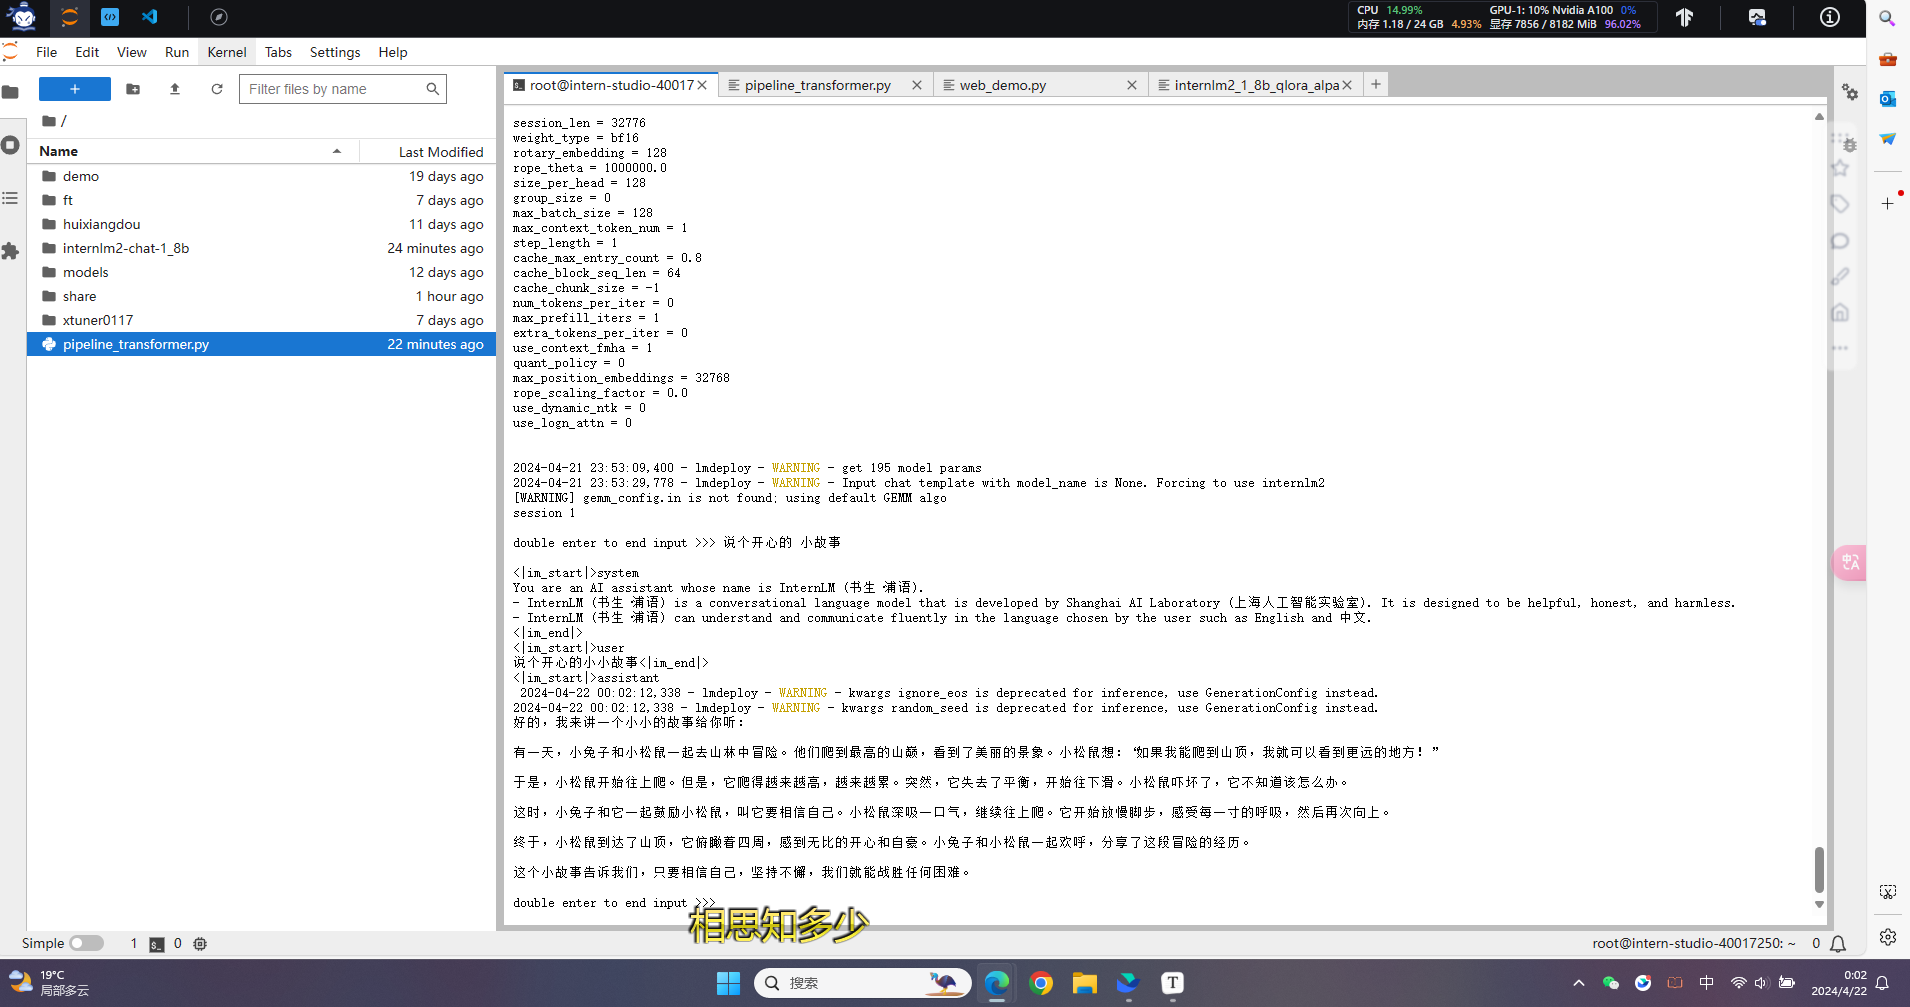 CPU 14.99% GPU-1: 10% Nvidia A100 0%
内存 1.18 / 24 GB 4.93% 显存 7856 / 8182 MiB 96.02%
File Edit View Run Kernel Tabs Settings Help
+ Filter files by name
root@intern-studio-40017 pipeline_transformer.py web_demo.py internlm2_1_8b_qlora_alpa
/
Name Last Modified
demo 19 days ago
ft 7 days ago
huixiangdou 11 days ago
internlm2-chat-1_8b 24 minutes ago
models 12 days ago
share 1 hour ago
xtuner0117 7 days ago
pipeline_transformer.py 22 minutes ago
session_len = 32776
weight_type = bf16
rotary_embedding = 128
rope_theta = 1000000.0
size_per_head = 128
group_size = 0
max_batch_size = 128
max_context_token_num = 1
step_length = 1
cache_max_entry_count = 0.8
cache_block_seq_len = 64
cache_chunk_size = -1
num_tokens_per_iter = 0
max_prefill_iters = 1
extra_tokens_per_iter = 0
use_context_fmha = 1
quant_policy = 0
max_position_embeddings = 32768
rope_scaling_factor = 0.0
use_dynamic_ntk = 0
use_logn_attn = 0
2024-04-21 23:53:09,400 - lmdeploy - WARNING - get 195 model params
2024-04-21 23:53:29,778 - lmdeploy - WARNING - Input chat template with model_name is None. Forcing to use internlm2
[WARNING] gemm_config.in is not found; using default GEMM algo
session 1
double enter to end input >>> 说个开心的 小故事
<|im_start|>system
You are an AI assistant whose name is InternLM (书生·浦语).
- InternLM (书生·浦语) is a conversational language model that is developed by Shanghai AI Laboratory (上海人工智能实验室). It is designed to be helpful, honest, and harmless.
- InternLM (书生·浦语) can understand and communicate fluently in the language chosen by the user such as English and 中文.
<|im_end|>
<|im_start|>user
说个开心的小小故事<|im_end|>
<|im_start|>assistant
2024-04-22 00:02:12,338 - lmdeploy - WARNING - kwargs ignore_eos is deprecated for inference, use GenerationConfig instead.
2024-04-22 00:02:12,338 - lmdeploy - WARNING - kwargs random_seed is deprecated for inference, use GenerationConfig instead.
好的，我来讲一个小小的故事给你听：
有一天，小兔子和小松鼠一起去山林中冒险。他们爬到最高的山巅，看到了美丽的景象。小松鼠想：“如果我能爬到山顶，我就可以看到更远的地方！”
于是，小松鼠开始往上爬。但是，它爬得越来越高，越来越累。突然，它失去了平衡，开始往下滑。小松鼠吓坏了，它不知道该怎么办。
这时，小兔子和它一起鼓励小松鼠，叫它要相信自己。小松鼠深吸一口气，继续往上爬。它开始放慢脚步，感受每一寸的呼吸，然后再次向上。
终于，小松鼠到达了山顶，它俯瞰着四周，感到无比的开心和自豪。小兔子和小松鼠一起欢呼，分享了这段冒险的经历。
这个小故事告诉我们，只要相信自己，坚持不懈，我们就能战胜任何困难。
double enter to end input >>>
相思知多少
Simple 1 0 root@intern-studio-40017250: ~ 0
19°C
局部多云
搜索
中
0:02
2024/4/22